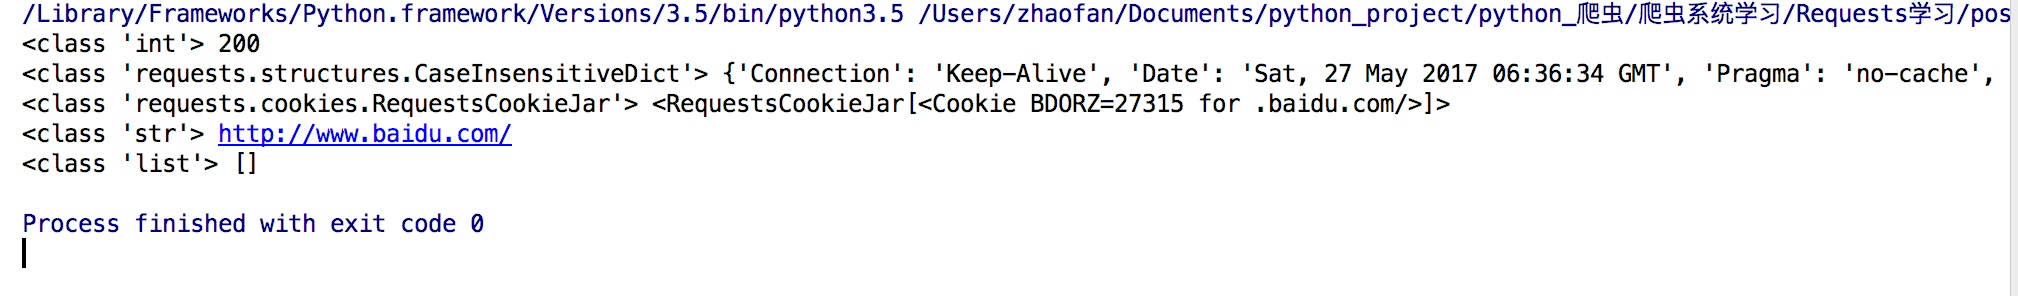 /Library/Frameworks/Python.framework/Versions/3.5/bin/python3.5 /Users/zhaofan/Documents/python_project/python_爬虫/爬虫系统学习/Requests学习/pos
<class 'int'> 200
<class 'requests.structures.CaseInsensitiveDict'> {'Connection': 'Keep-Alive', 'Date': 'Sat, 27 May 2017 06:36:34 GMT', 'Pragma': 'no-cache',
<class 'requests.cookies.RequestsCookieJar'> <RequestsCookieJar[<Cookie BDORZ=27315 for .baidu.com/>]>
<class 'str'> http://www.baidu.com/
<class 'list'> []
Process finished with exit code 0